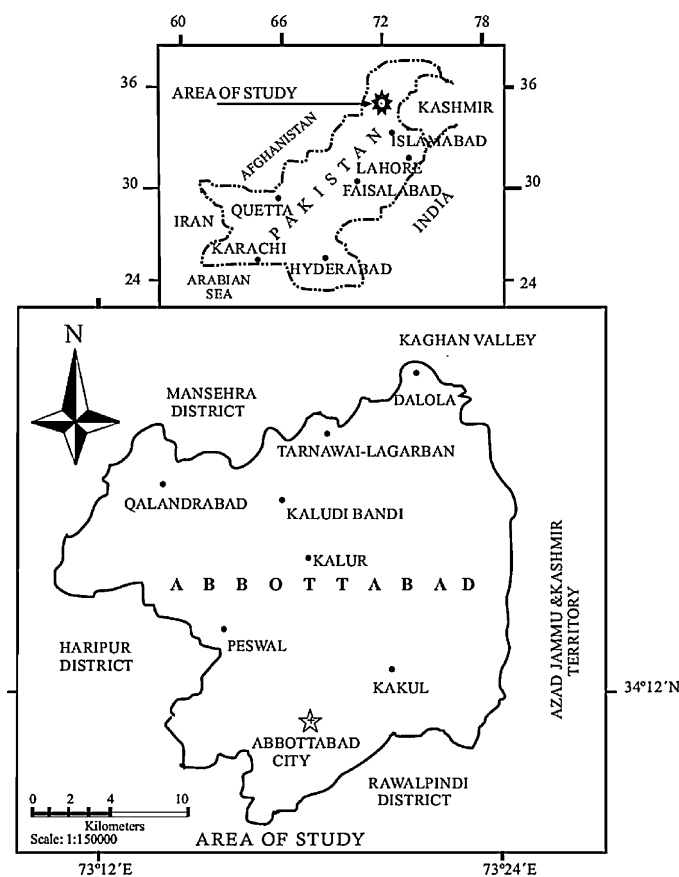 60 66 72 78
36 36
AREA OF STUDY
KASHMIR
AFGHANISTAN
ISLAMABAD
LAHORE
PAKISTAN
30 30
FAISALABAD
QUETTA
IRAN
INDIA
KARACHI
HYDERABAD
24 24
ARABIAN
SEA
N
KAGHAN VALLEY
MANSEHRA
DISTRICT
DALOLA
TARNAWAI-LAGARBAN
QALANDRABAD
KALUDI BANDI
KALUR
ABBOTTABAD
AZAD JAMMU &KASHMIR
TERRITORY
HARIPUR
DISTRICT
PESWAL
KAKUL
34°12´N
ABBOTTABAD
CITY
RAWALPINDI
DISTRICT
0 2 4 10
Kilometers
Scale: 1:150000
AREA OF STUDY
73°12´E 73°24´E